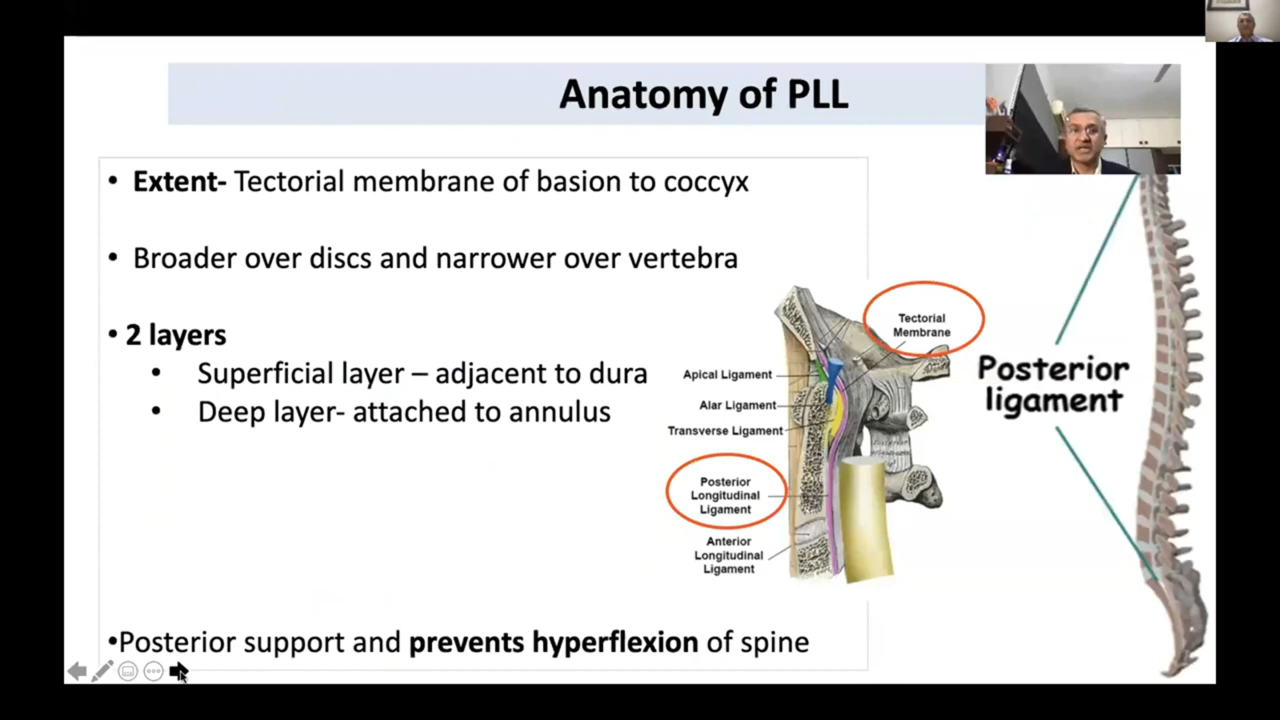 Anatomy of PLL
• Extent- Tectorial membrane of basion to coccyx
• Broader over discs and narrower over vertebra
• 2 layers
• Superficial layer – adjacent to dura
• Deep layer- attached to annulus
•Posterior support and prevents hyperflexion of spine
Tectorial
Membrane
Apical Ligament
Alar Ligament
Transverse Ligament
Posterior
Longitudinal
Ligament
Anterior
Longitudinal
Ligament
Posterior
ligament